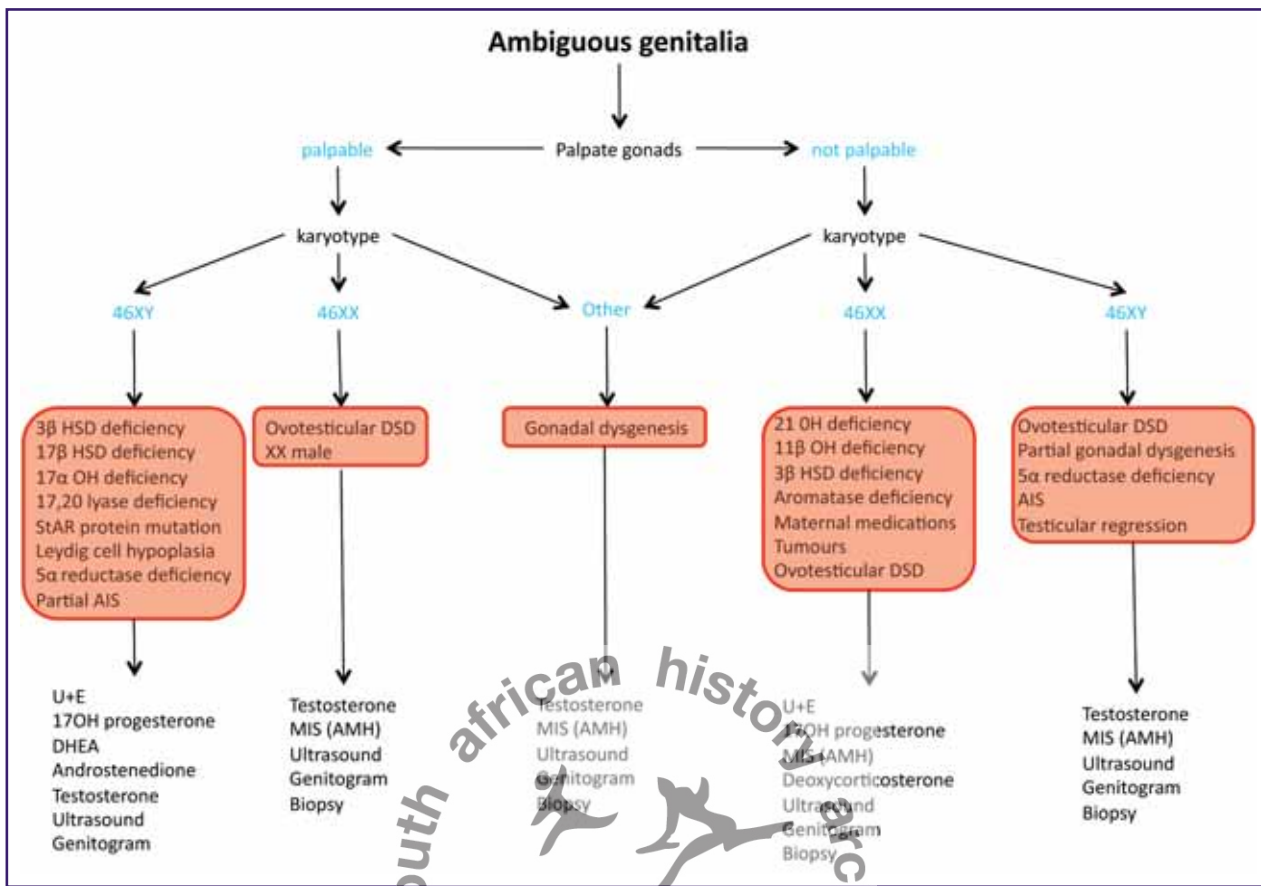 Ambiguous genitalia
palpable
Palpate gonads
not palpable
karyotype
karyotype
46XY
46XX
Other
46XX
46XY
3β HSD deficiency
17β HSD deficiency
17α OH deficiency
17,20 lyase deficiency
StAR protein mutation
Leydig cell hypoplasia
5α reductase deficiency
Partial AIS
Ovotesticular DSD
XX male
Gonadal dysgenesis
21 0H deficiency
11β OH deficiency
3β HSD deficiency
Aromatase deficiency
Maternal medications
Tumours
Ovotesticular DSD
Ovotesticular DSD
Partial gonadal dysgenesis
5α reductase deficiency
AIS
Testicular regression
U+E
17OH progesterone
DHEA
Androstenedione
Testosterone
Ultrasound
Genitogram
Testosterone
MIS (AMH)
Ultrasound
Genitogram
Biopsy
Testosterone
MIS (AMH)
Ultrasound
Genitogram
Biopsy
U+E
17OH progesterone
MIS (AMH)
Deoxycorticosterone
Ultrasound
Genitogram
Biopsy
Testosterone
MIS (AMH)
Ultrasound
Genitogram
Biopsy
outh african history arc